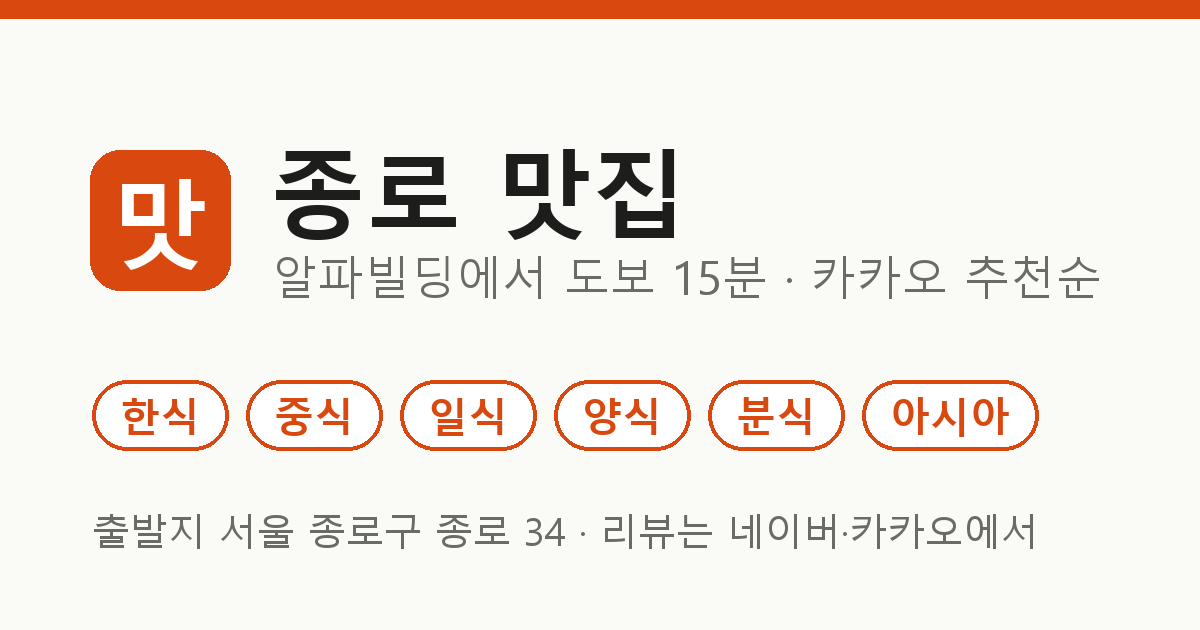 맛
종로 맛집
알파빌딩에서 도보 15분 · 카카오 추천순
한식 중식 일식 양식 분식 아시아
출발지 서울 종로구 종로 34 · 리뷰는 네이버·카카오에서